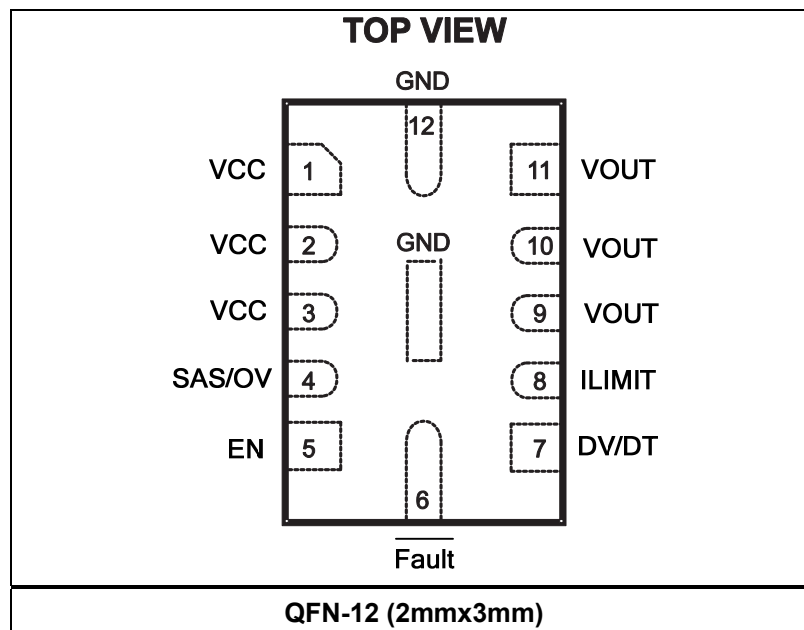 TOP VIEW
GND
12
VCC 1 11 VOUT
VCC 2 GND 10 VOUT
VCC 3 9 VOUT
SAS/OV 4 8 ILIMIT
EN 5 7 DV/DT
6
Fault
QFN-12 (2mmx3mm)